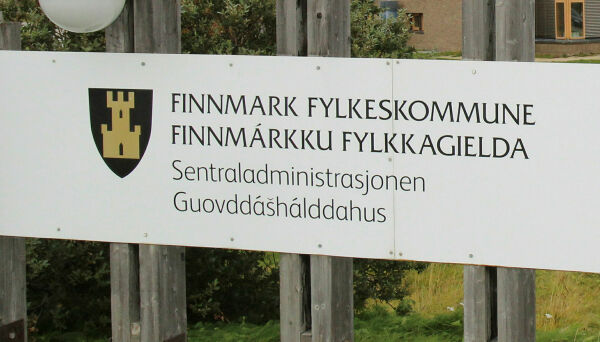 FINNMARK FYLKESKOMMUNE
FINNMÁRKKU FYLKKAGIELDA
Sentraladministrasjonen
Guovddášhálddahus